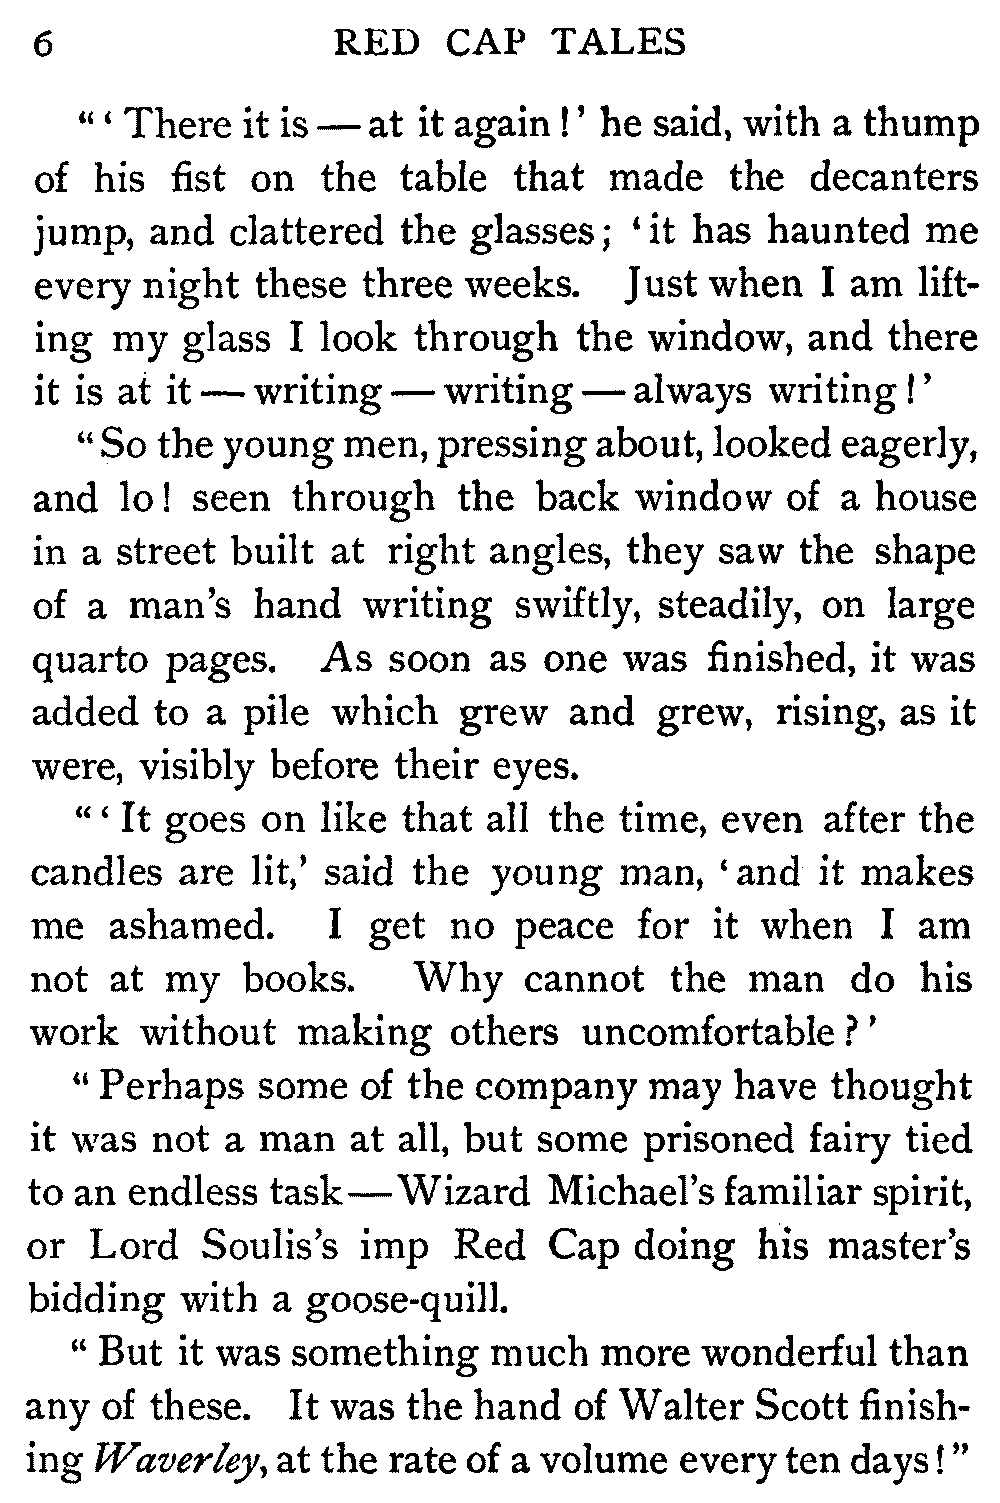 6 RED CAP TALES
“‘There it is — at it again!’ he said, with a thump
of his fist on the table that made the decanters
jump, and clattered the glasses; ‘it has haunted me
every night these three weeks. Just when I am lift-
ing my glass I look through the window, and there
it is at it — writing — writing — always writing!’
“So the young men, pressing about, looked eagerly,
and lo! seen through the back window of a house
in a street built at right angles, they saw the shape
of a man’s hand writing swiftly, steadily, on large
quarto pages. As soon as one was finished, it was
added to a pile which grew and grew, rising, as it
were, visibly before their eyes.
“‘It goes on like that all the time, even after the
candles are lit,’ said the young man, ‘and it makes
me ashamed. I get no peace for it when I am
not at my books. Why cannot the man do his
work without making others uncomfortable?’
“Perhaps some of the company may have thought
it was not a man at all, but some prisoned fairy tied
to an endless task—Wizard Michael’s familiar spirit,
or Lord Soulis’s imp Red Cap doing his master’s
bidding with a goose-quill.
“But it was something much more wonderful than
any of these. It was the hand of Walter Scott finish-
ing Waverley, at the rate of a volume every ten days!”